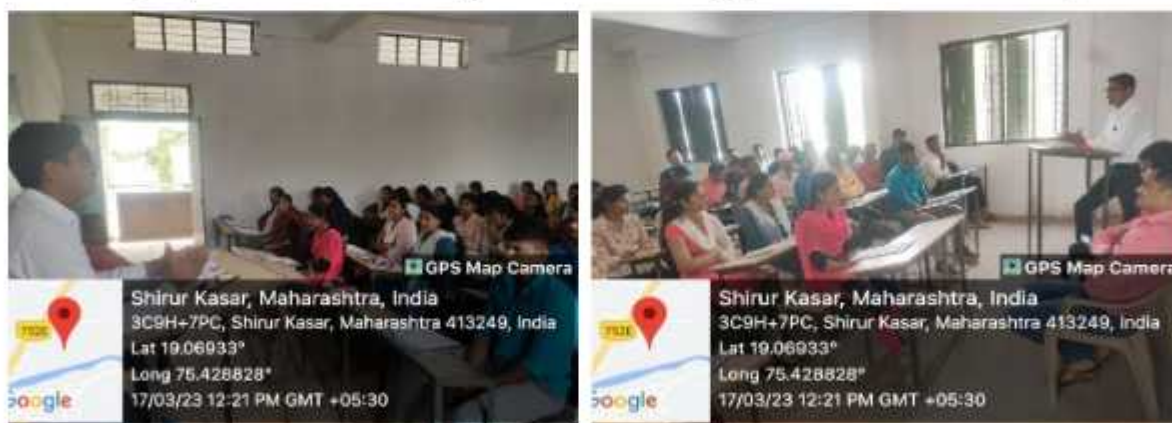 GPS Map Camera
Shirur Kasar, Maharashtra, India
3C9H+7PC, Shirur Kasar, Maharashtra 413249, India
Lat 19.06933°
Long 75.428828°
17/03/23 12:21 PM GMT +05:30
752E
Google
GPS Map Camera
Shirur Kasar, Maharashtra, India
3C9H+7PC, Shirur Kasar, Maharashtra 413249, India
Lat 19.06933°
Long 75.428828°
17/03/23 12:21 PM GMT +05:30
752E
Google